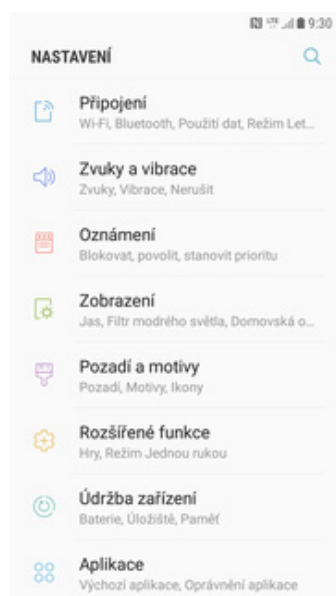 9:30
NASTAVENÍ
Připojení
Wi-Fi, Bluetooth, Použití dat, Režim Let...
Zvuky a vibrace
Zvuky, Vibrace, Nerušit
Oznámení
Blokovat, povolit, stanovit prioritu
Zobrazení
Jas, Filtr modrého světla, Domovská o...
Pozadí a motivy
Pozadí, Motivy, Ikony
Rozšířené funkce
Hry, Režim Jednou rukou
Údržba zařízení
Baterie, Úložiště, Paměť
Aplikace
Výchozí aplikace, Oprávnění aplikace